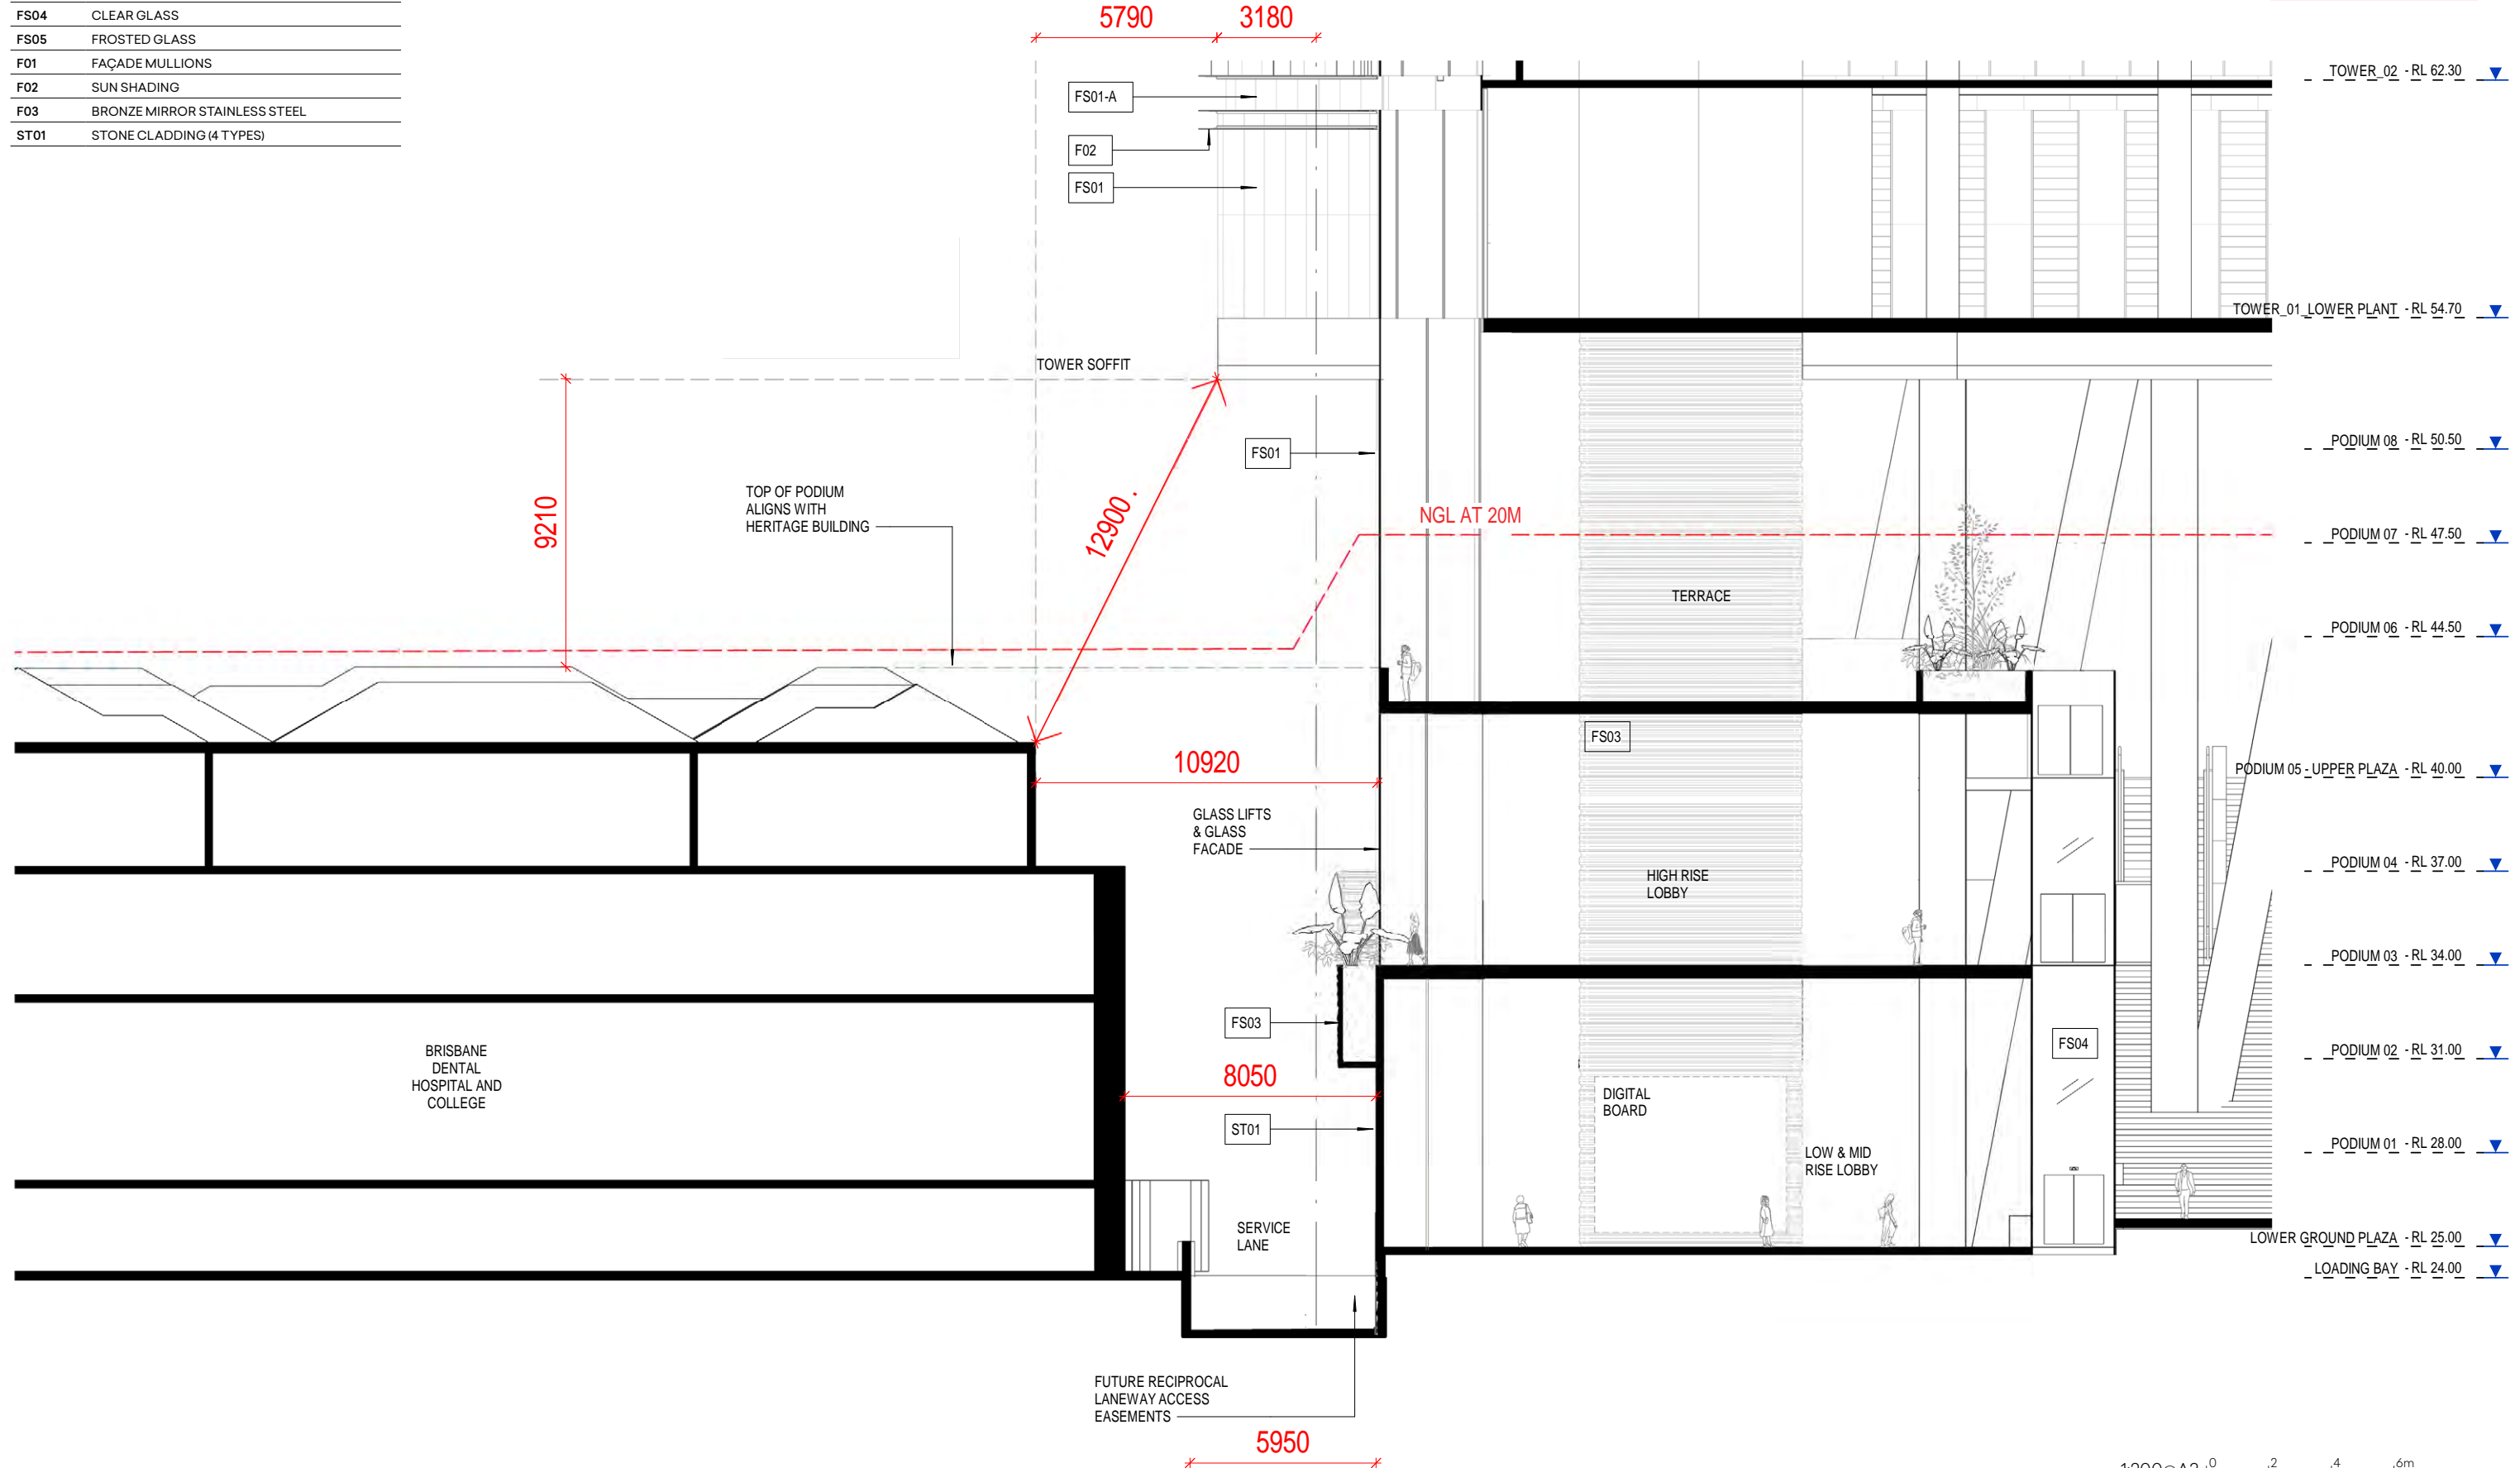 FS04 CLEAR GLASS
FS05 FROSTED GLASS
F01 FAÇADE MULLIONS
F02 SUN SHADING
F03 BRONZE MIRROR STAINLESS STEEL
ST01 STONE CLADDING (4 TYPES)
5790
3180
TOWER_02 - RL 62.30
FS01-A
F02
FS01
TOWER_01_LOWER PLANT - RL 54.70
TOWER SOFFIT
PODIUM 08 - RL 50.50
FS01
9210
12900 .
TOP OF PODIUM
ALIGNS WITH
HERITAGE BUILDING
NGL AT 20M
PODIUM 07 - RL 47.50
TERRACE
PODIUM 06 - RL 44.50
FS03
10920
PODIUM 05 - UPPER PLAZA - RL 40.00
GLASS LIFTS
& GLASS
FACADE
HIGH RISE
LOBBY
PODIUM 04 - RL 37.00
PODIUM 03 - RL 34.00
FS03
FS04
BRISBANE
DENTAL
HOSPITAL AND
COLLEGE
PODIUM 02 - RL 31.00
8050
DIGITAL
BOARD
ST01
LOW & MID
RISE LOBBY
PODIUM 01 - RL 28.00
SERVICE
LANE
LOWER GROUND PLAZA - RL 25.00
LOADING BAY - RL 24.00
FUTURE RECIPROCAL
LANEWAY ACCESS
EASEMENTS
5950
0 2 4 6m